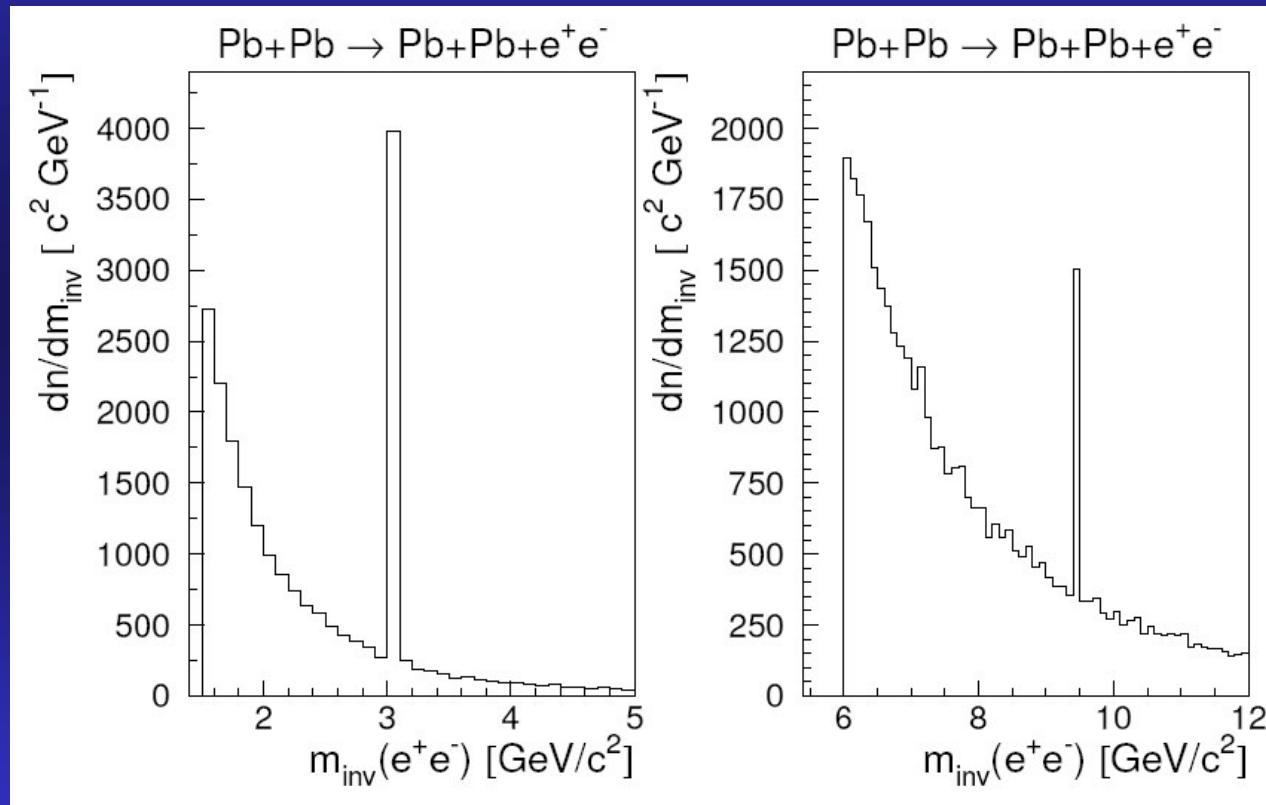 Pb+Pb → Pb+Pb+e⁺e⁻
dn/dm_inv [ c² GeV⁻¹]
4000
3500
3000
2500
2000
1500
1000
500
0
2 3 4 5
m_inv(e⁺e⁻) [GeV/c²]
Pb+Pb → Pb+Pb+e⁺e⁻
dn/dm_inv [ c² GeV⁻¹]
2000
1750
1500
1250
1000
750
500
250
0
6 8 10 12
m_inv(e⁺e⁻) [GeV/c²]